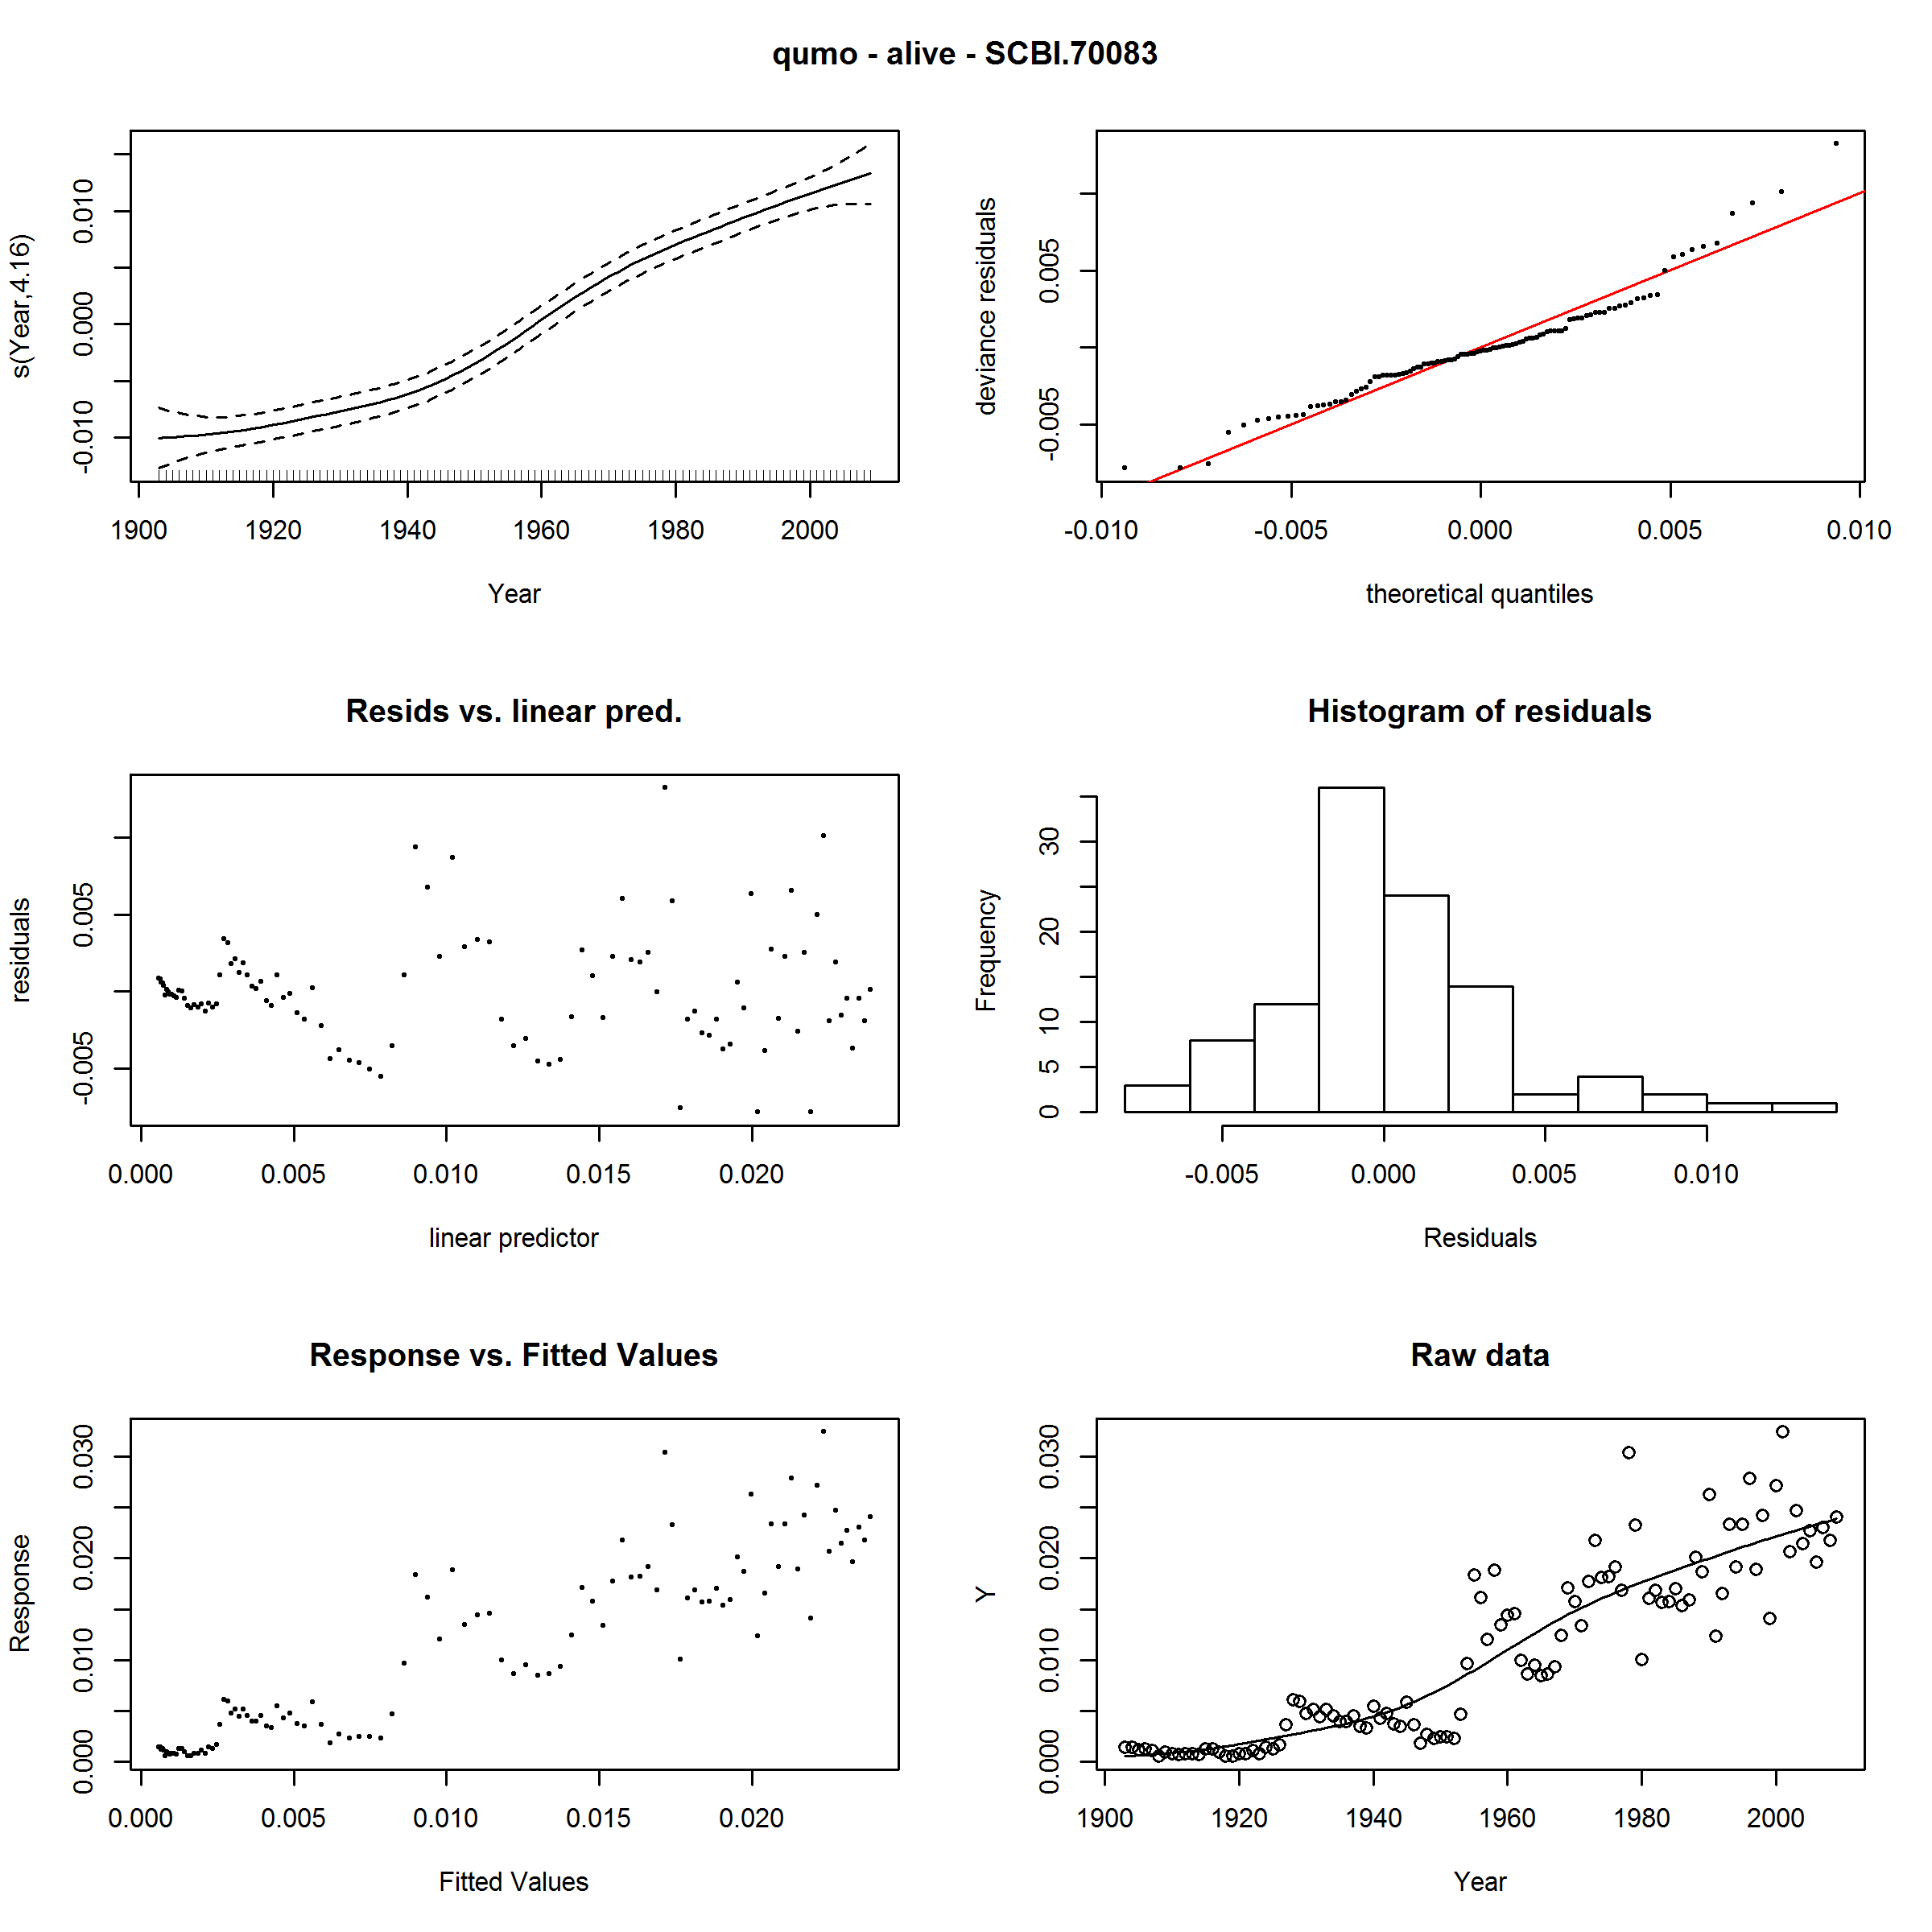 qumo - alive - SCBI.70083
s(Year,4.16)
-0.010 0.000 0.010
1900 1920 1940 1960 1980 2000
Year
deviance residuals
-0.005 0.005
-0.010 -0.005 0.000 0.005 0.010
theoretical quantiles
Resids vs. linear pred.
residuals
-0.005 0.005
0.000 0.005 0.010 0.015 0.020
linear predictor
Histogram of residuals
Frequency
0 5 10 20 30
-0.005 0.000 0.005 0.010
Residuals
Response vs. Fitted Values
Response
0.000 0.010 0.020 0.030
0.000 0.005 0.010 0.015 0.020
Fitted Values
Raw data
Y
0.000 0.010 0.020 0.030
1900 1920 1940 1960 1980 2000
Year